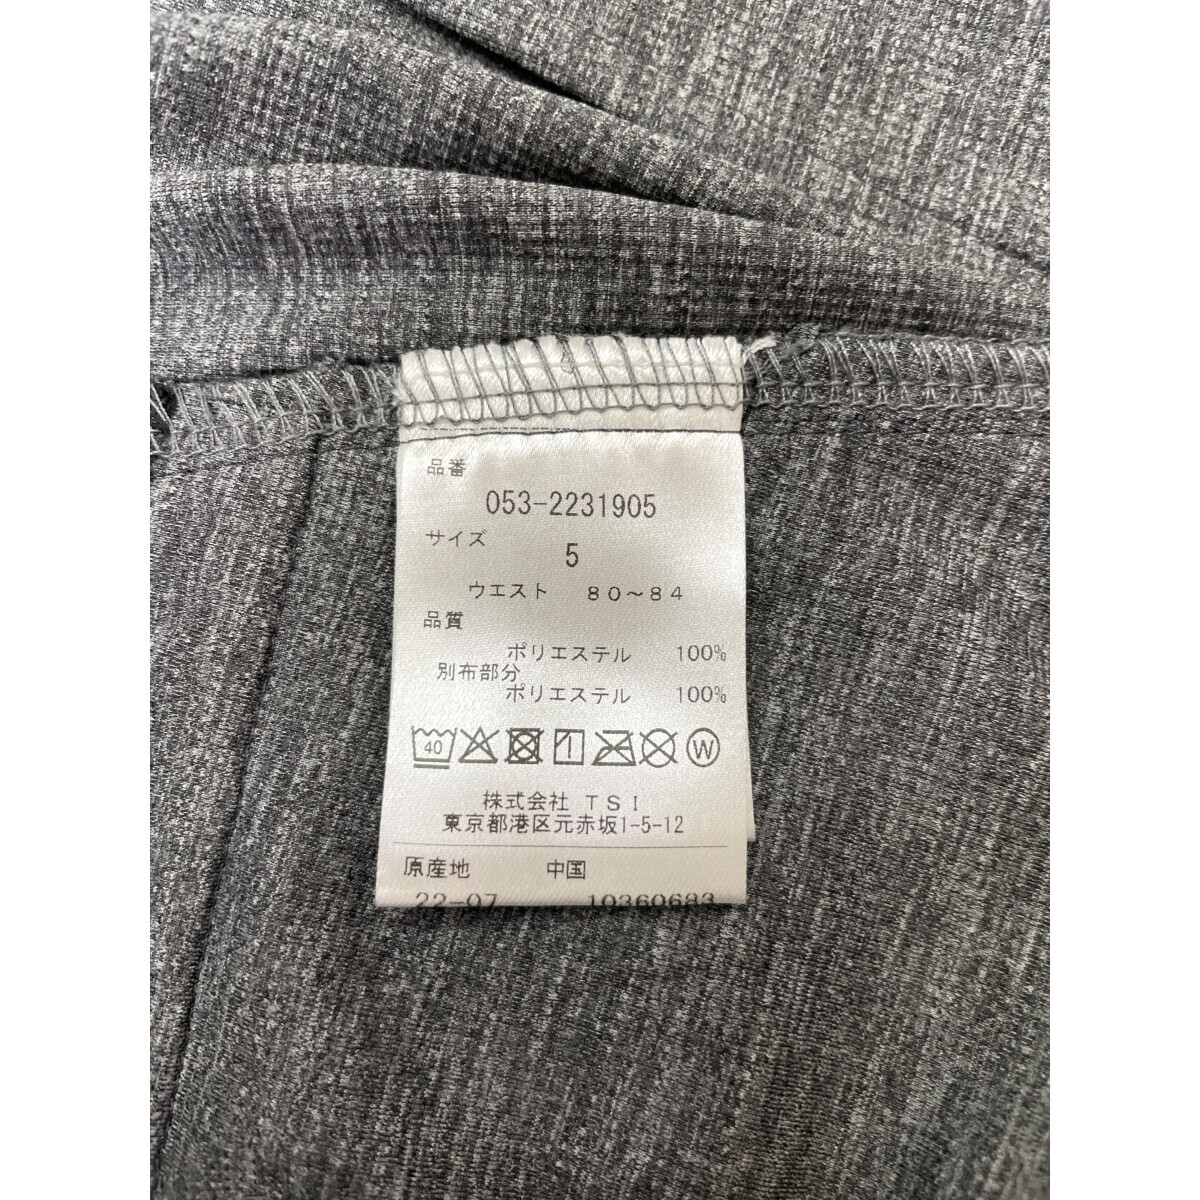 品番
053-2231905
サイズ
5
ウエスト 80～84
品質
ポリエステル 100%
別布部分
ポリエステル 100%
40 W
株式会社 TSI
東京都港区元赤坂1-5-12
原産地 中国
22-07 10360683